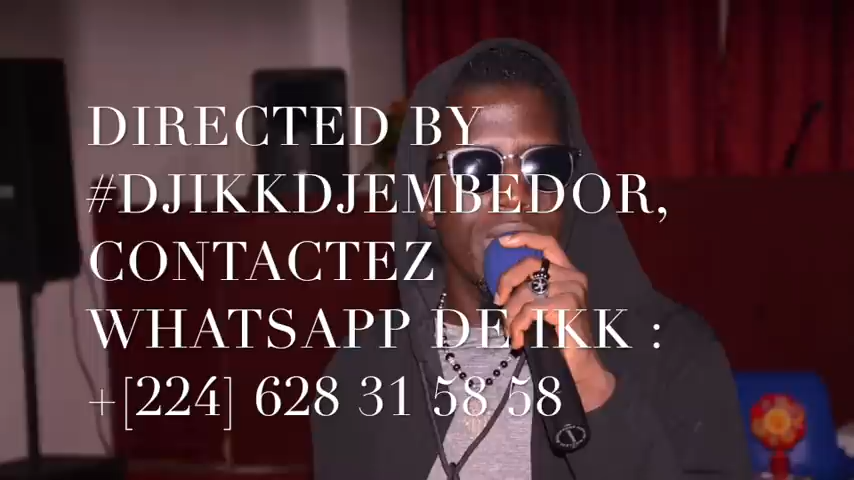 DIRECTED BY
#DJIKKDJEMBEDOR,
CONTACTEZ
WHATSAPP DE IKK :
+[224] 628 31 58 58